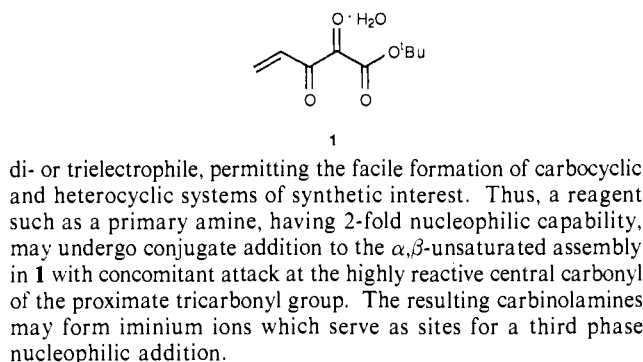 O · H₂O
OᵗBu
O
O
1
di- or trielectrophile, permitting the facile formation of carbocyclic
and heterocyclic systems of synthetic interest. Thus, a reagent
such as a primary amine, having 2-fold nucleophilic capability,
may undergo conjugate addition to the α,β-unsaturated assembly
in 1 with concomitant attack at the highly reactive central carbonyl
of the proximate tricarbonyl group. The resulting carbinolamines
may form iminium ions which serve as sites for a third phase
nucleophilic addition.